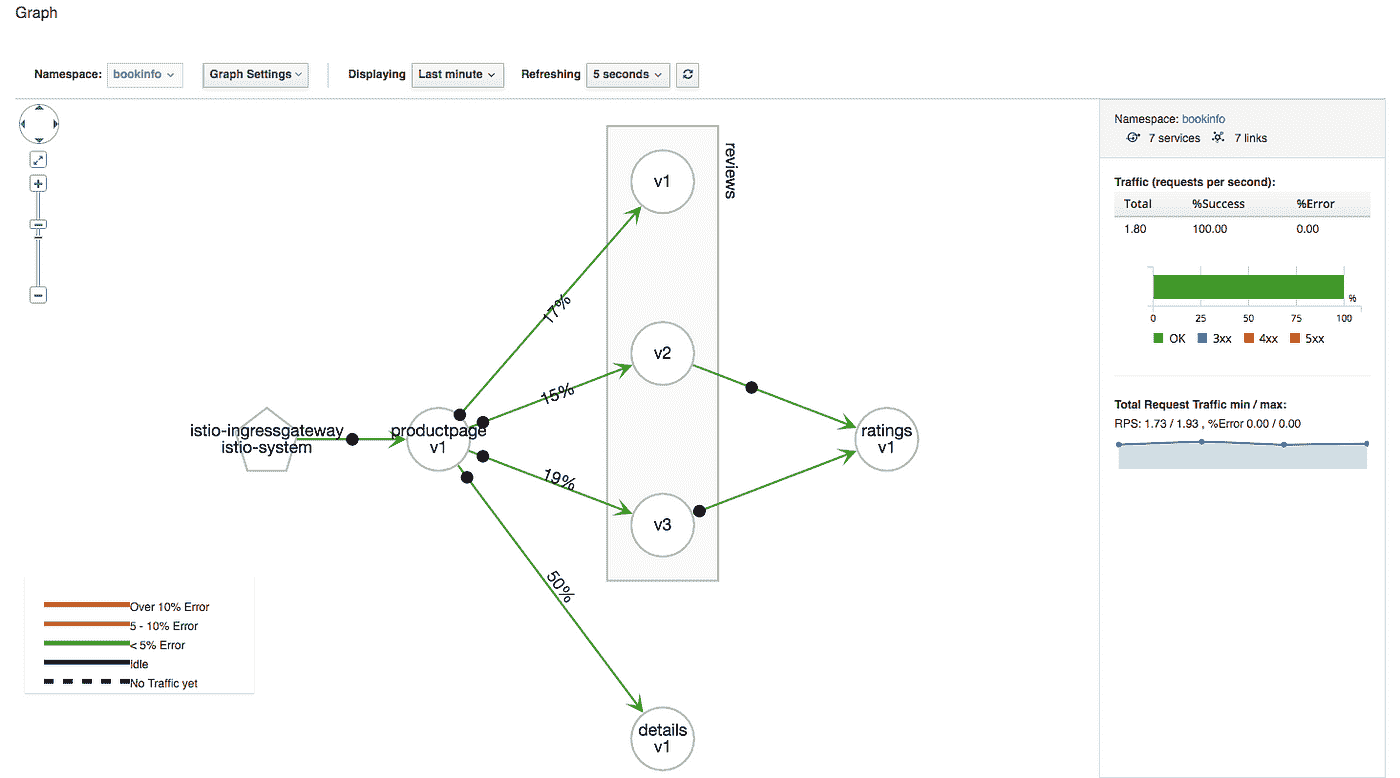 Graph
Namespace: bookinfo Graph Settings Displaying Last minute Refreshing 5 seconds
Namespace: bookinfo
7 services 7 links
Traffic (requests per second):
Total %Success %Error
1.80 100.00 0.00
%
0 25 50 75 100
OK 3xx 4xx 5xx
Total Request Traffic min / max:
RPS: 1.73 / 1.93 , %Error 0.00 / 0.00
reviews
v1
17%
v2
15%
istio-ingressgateway
istio-system
productpage
v1
ratings
v1
19%
v3
50%
details
v1
Over 10% Error
5 - 10% Error
< 5% Error
idle
No Traffic yet